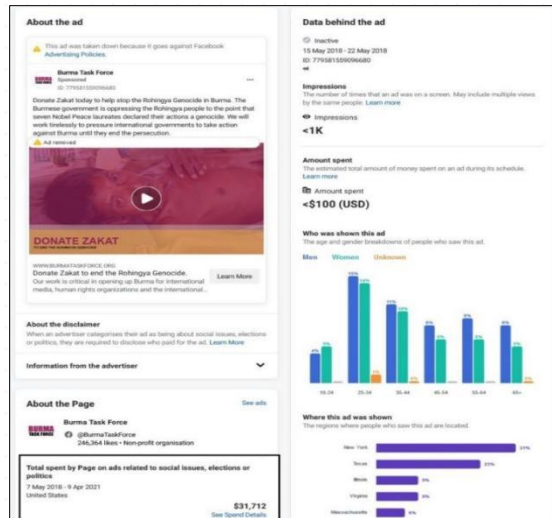 About the ad
This ad was taken down because it goes against Facebook
Advertising Policies.
Burma Task Force
Sponsored
ID: 779581559096680
Donate Zakat today to help stop the Rohingya Genocide in Burma. The
Burmese government is oppressing the Rohingya people to the point that
seven Nobel Peace laureates declared their actions a genocide. We will
work tirelessly to pressure international governments to take action
against Burma until they end the persecution.
Ad removed
DONATE ZAKAT
TO END THE ROHINGYA GENOCIDE
WWW.BURMATASKFORCE.ORG
Donate Zakat to end the Rohingya Genocide.
Our work is critical in opening up Burma for international
media, human rights organizations and the international...
Learn More
About the disclaimer
When an advertiser categorises their ad as being about social issues, elections
or politics, they are required to disclose who paid for the ad. Learn More
Information from the advertiser
About the Page
See ads
BURMA
TASK FORCE
Burma Task Force
@BurmaTaskForce
246,364 likes • Non-profit organisation
Total spent by Page on ads related to social issues, elections or
politics
7 May 2018 - 9 Apr 2021
United States
$31,712
See Spend Details
Data behind the ad
Inactive
15 May 2018 - 22 May 2018
ID: 779581559096680
Impressions
The number of times that an ad was on a screen. May include multiple views
by the same people. Learn more
Impressions
<1K
Amount spent
The estimated total amount of money spent on an ad during its schedule.
Learn more
Amount spent
<$100 (USD)
Who was shown this ad
The age and gender breakdowns of people who saw this ad.
Men Women Unknown
18-24 25-34 35-44 45-54 55-64 65+
Where this ad was shown
The regions where people who saw this ad are located.
New York
Texas
Illinois
Virginia
Massachusetts